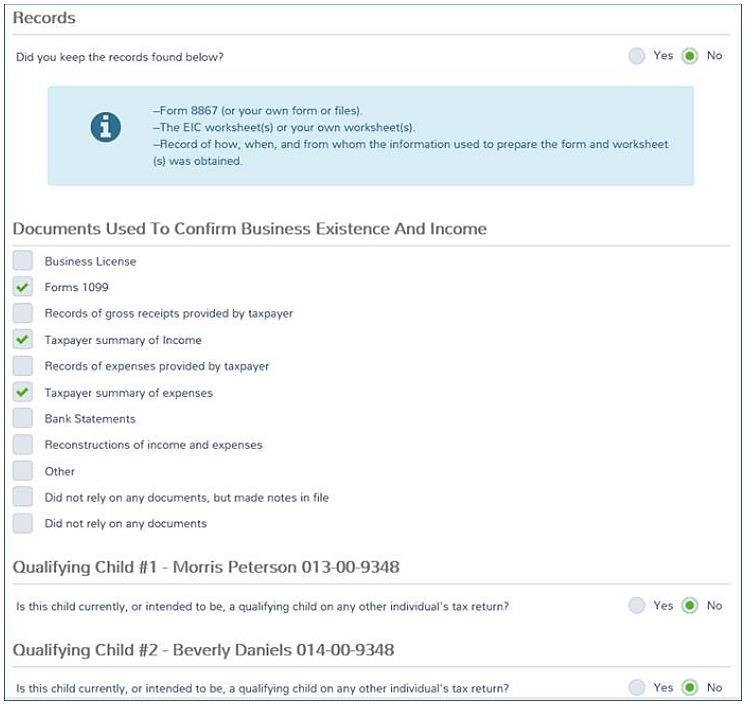 Records
Did you keep the records found below? Yes No
–Form 8867 (or your own form or files).
–The EIC worksheet(s) or your own worksheet(s).
–Record of how, when, and from whom the information used to prepare the form and worksheet
(s) was obtained.
Documents Used To Confirm Business Existence And Income
Business License
Forms 1099
Records of gross receipts provided by taxpayer
Taxpayer summary of Income
Records of expenses provided by taxpayer
Taxpayer summary of expenses
Bank Statements
Reconstructions of income and expenses
Other
Did not rely on any documents, but made notes in file
Did not rely on any documents
Qualifying Child #1 - Morris Peterson 013-00-9348
Is this child currently, or intended to be, a qualifying child on any other individual's tax return? Yes No
Qualifying Child #2 - Beverly Daniels 014-00-9348
Is this child currently, or intended to be, a qualifying child on any other individual's tax return? Yes No